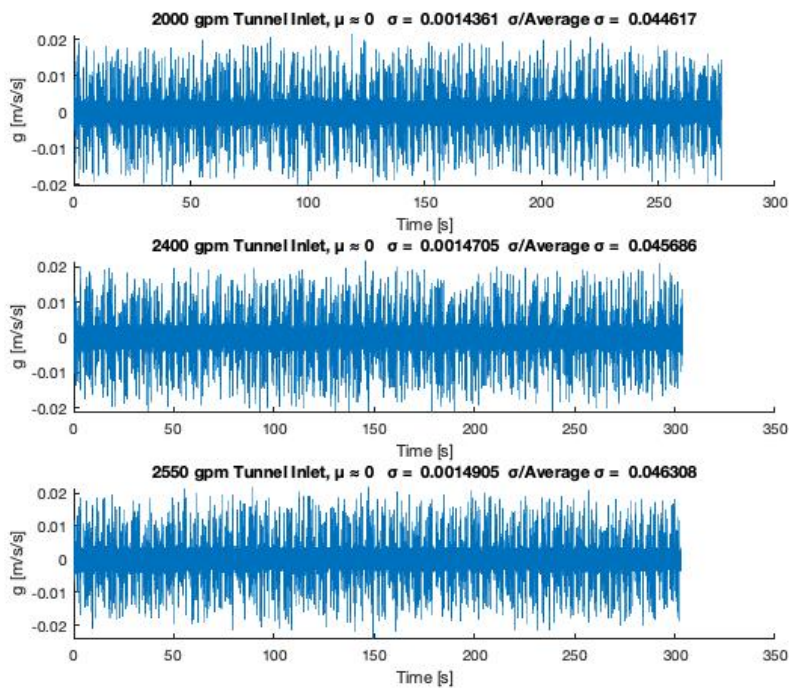 2000 gpm Tunnel Inlet, μ ≈ 0 σ = 0.0014361 σ/Average σ = 0.044617
0.02
0.01
0
-0.01
-0.02
g [m/s/s]
0 50 100 150 200 250 300
Time [s]
2400 gpm Tunnel Inlet, μ ≈ 0 σ = 0.0014705 σ/Average σ = 0.045686
0.02
0.01
0
-0.01
-0.02
g [m/s/s]
0 50 100 150 200 250 300 350
Time [s]
2550 gpm Tunnel Inlet, μ ≈ 0 σ = 0.0014905 σ/Average σ = 0.046308
0.02
0.01
0
-0.01
-0.02
g [m/s/s]
0 50 100 150 200 250 300 350
Time [s]